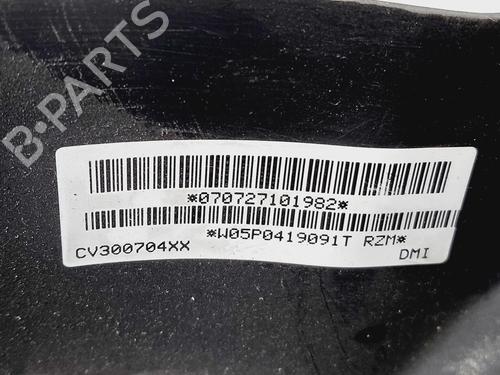 B-PARTS
*070727101982*
*W05P0419091T RZM*
CV300704XX
DMI